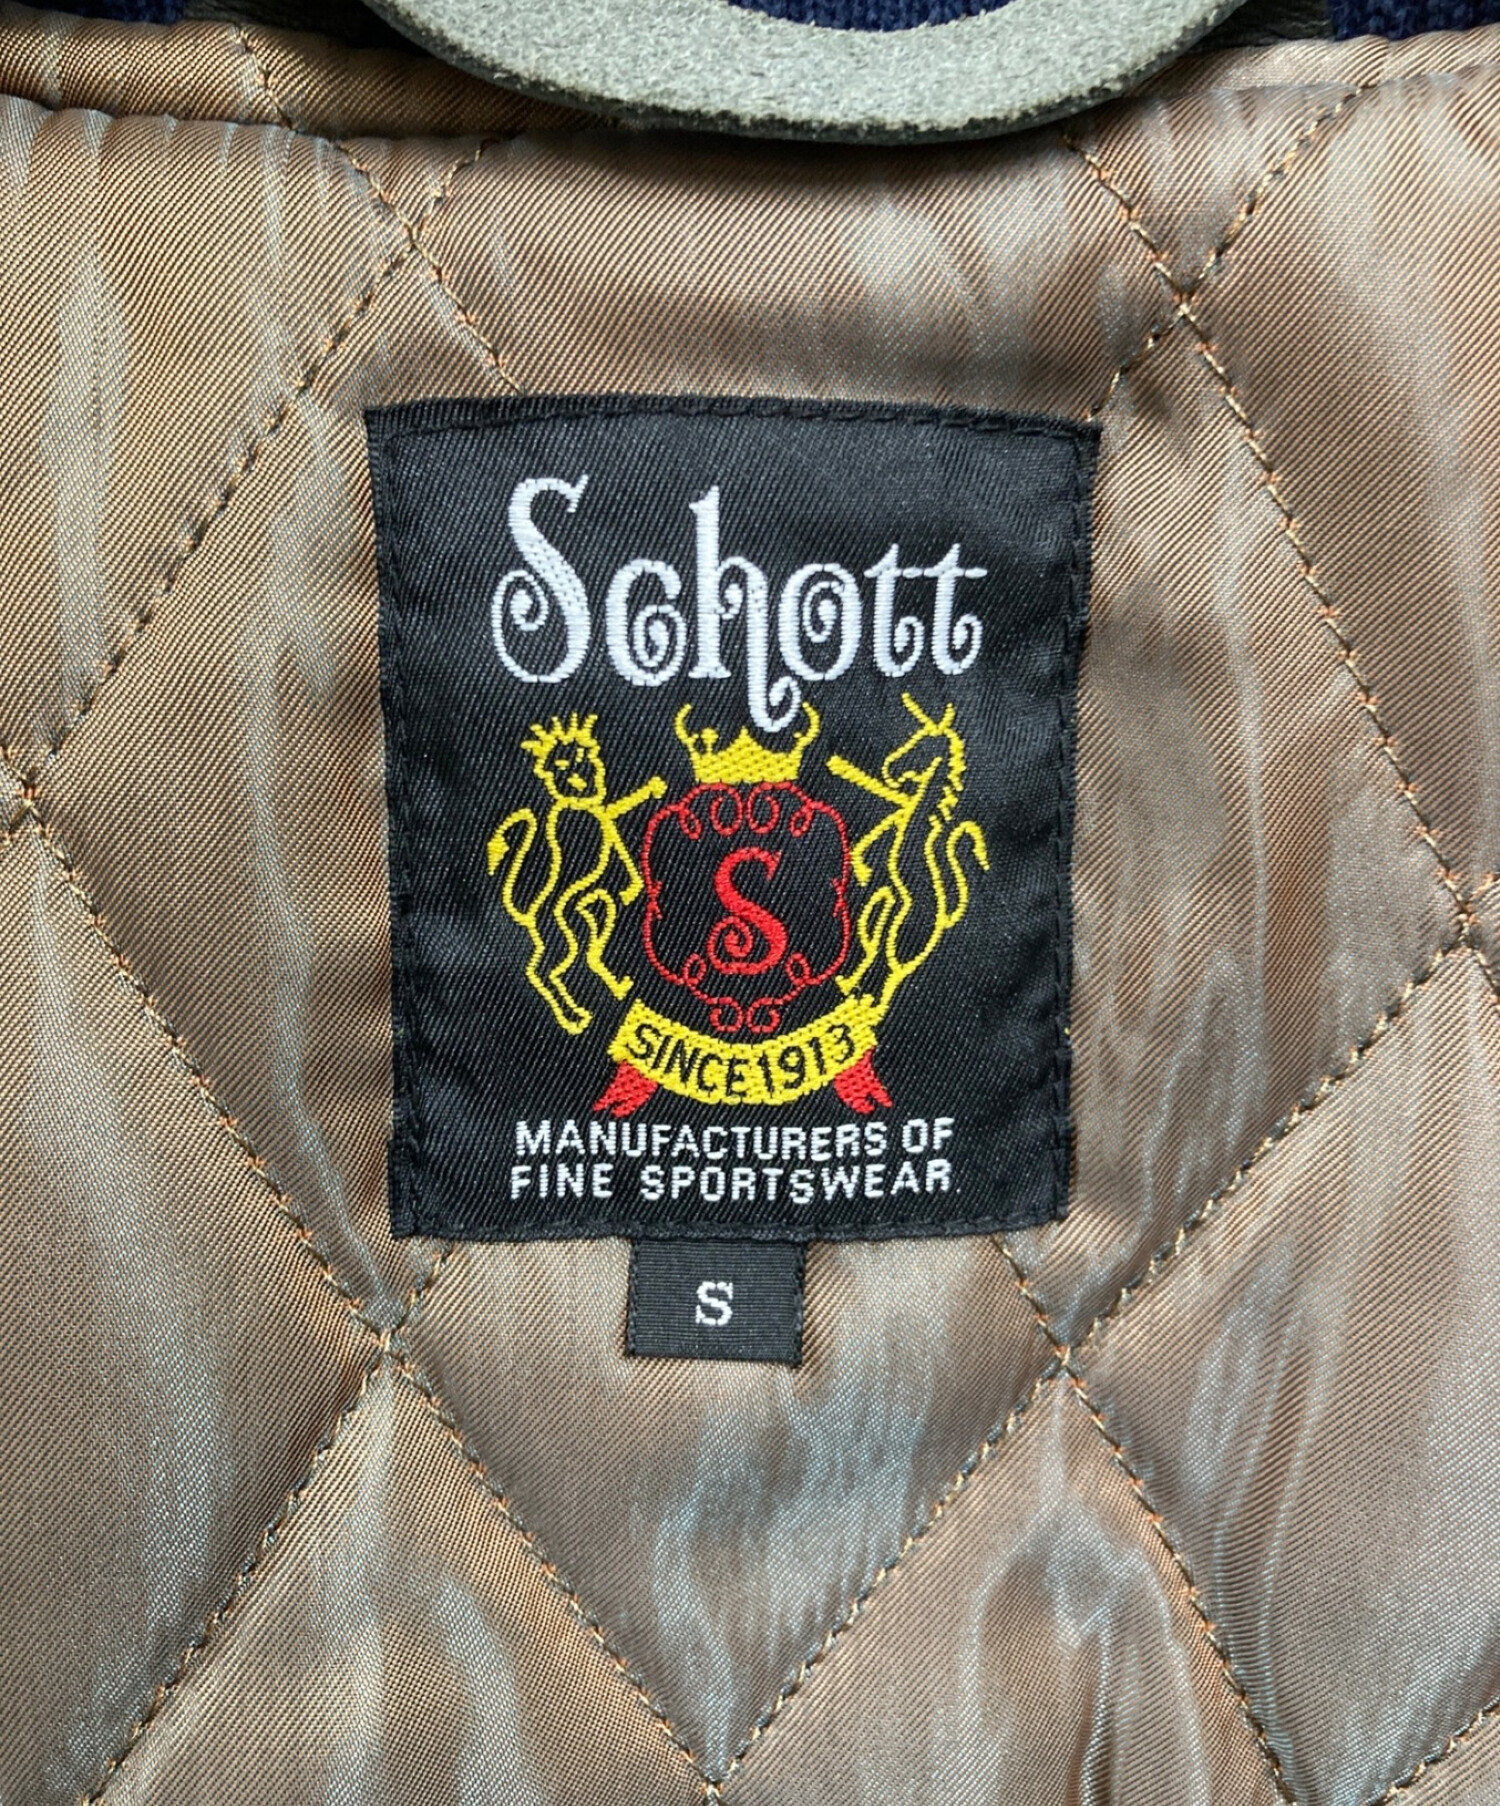 Schott
S
SINCE 1913
MANUFACTURERS OF
FINE SPORTSWEAR.
S